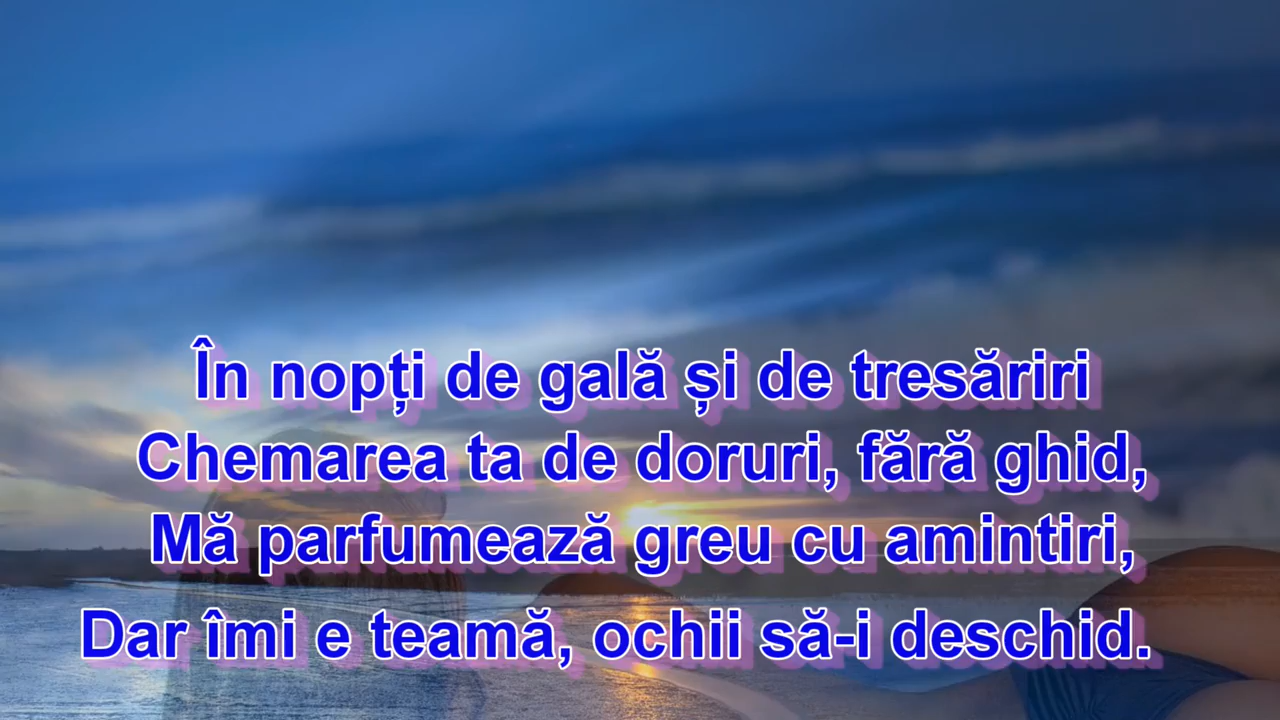 În nopți de gală și de tresăriri
Chemarea ta de doruri, fără ghid,
Mă parfumează greu cu amintiri,
Dar îmi e teamă, ochii să-i deschid.